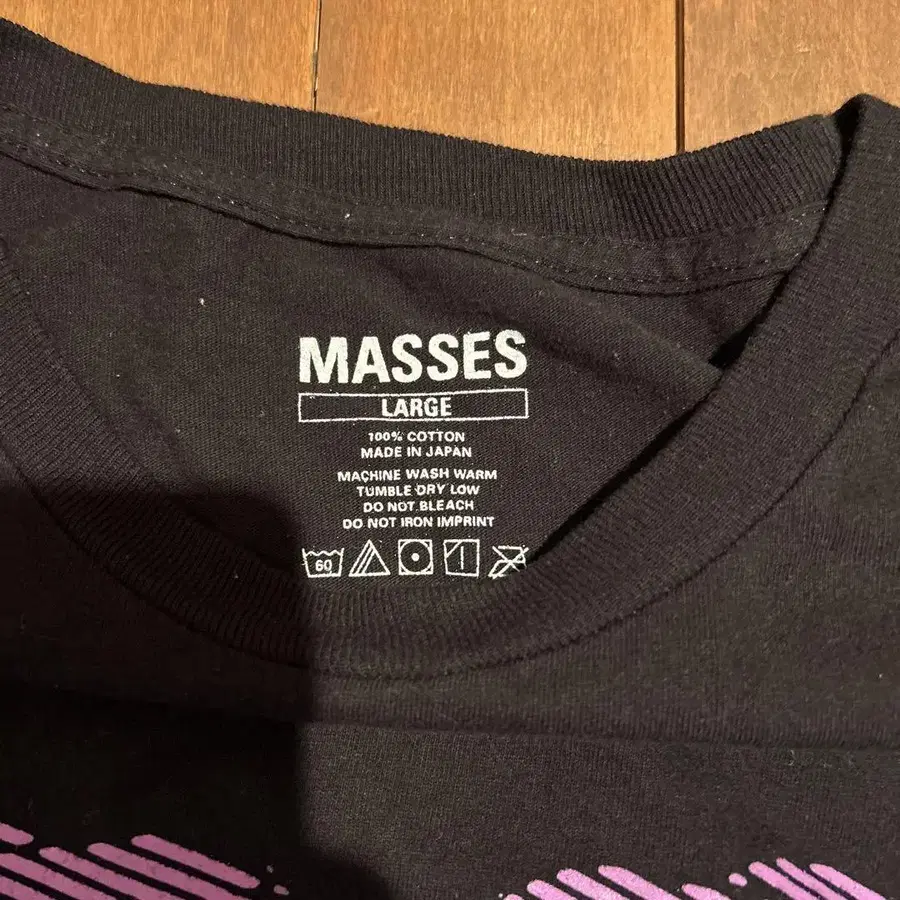 MASSES
LARGE
100% COTTON
MADE IN JAPAN
MACHINE WASH WARM
TUMBLE DRY LOW
DO NOT BLEACH
DO NOT IRON IMPRINT
60